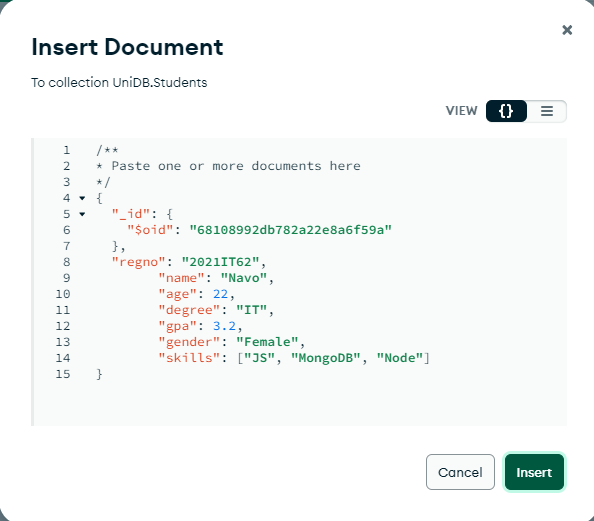 Insert Document
To collection UniDB.Students
VIEW {}
1 /**
2 * Paste one or more documents here
3 */
4 {
5 "_id": {
6 "$oid": "68108992db782a22e8a6f59a"
7 },
8 "regno": "2021IT62",
9 "name": "Navo",
10 "age": 22,
11 "degree": "IT",
12 "gpa": 3.2,
13 "gender": "Female",
14 "skills": ["JS", "MongoDB", "Node"]
15 }
Cancel Insert